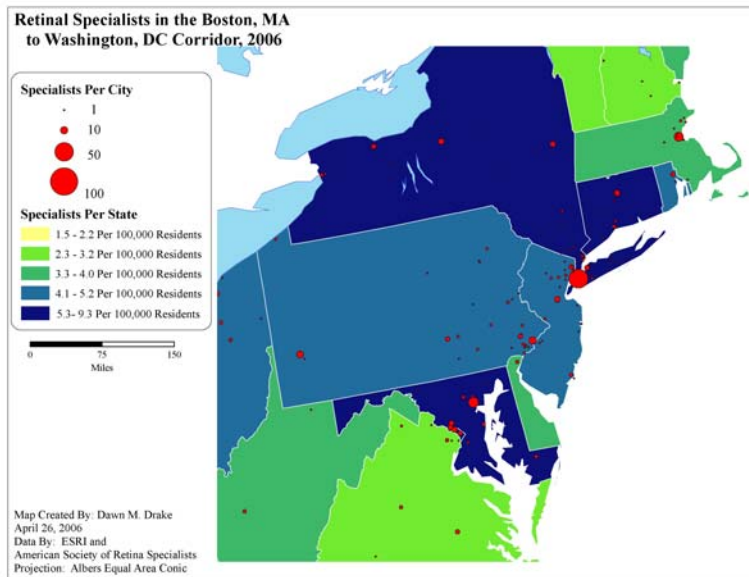 Retinal Specialists in the Boston, MA
to Washington, DC Corridor, 2006
Specialists Per City
1
10
50
100
Specialists Per State
1.5 - 2.2 Per 100,000 Residents
2.3 - 3.2 Per 100,000 Residents
3.3 - 4.0 Per 100,000 Residents
4.1 - 5.2 Per 100,000 Residents
5.3- 9.3 Per 100,000 Residents
0 75 150
Miles
Map Created By: Dawn M. Drake
April 26, 2006
Data By: ESRI and
American Society of Retina Specialists
Projection: Albers Equal Area Conic